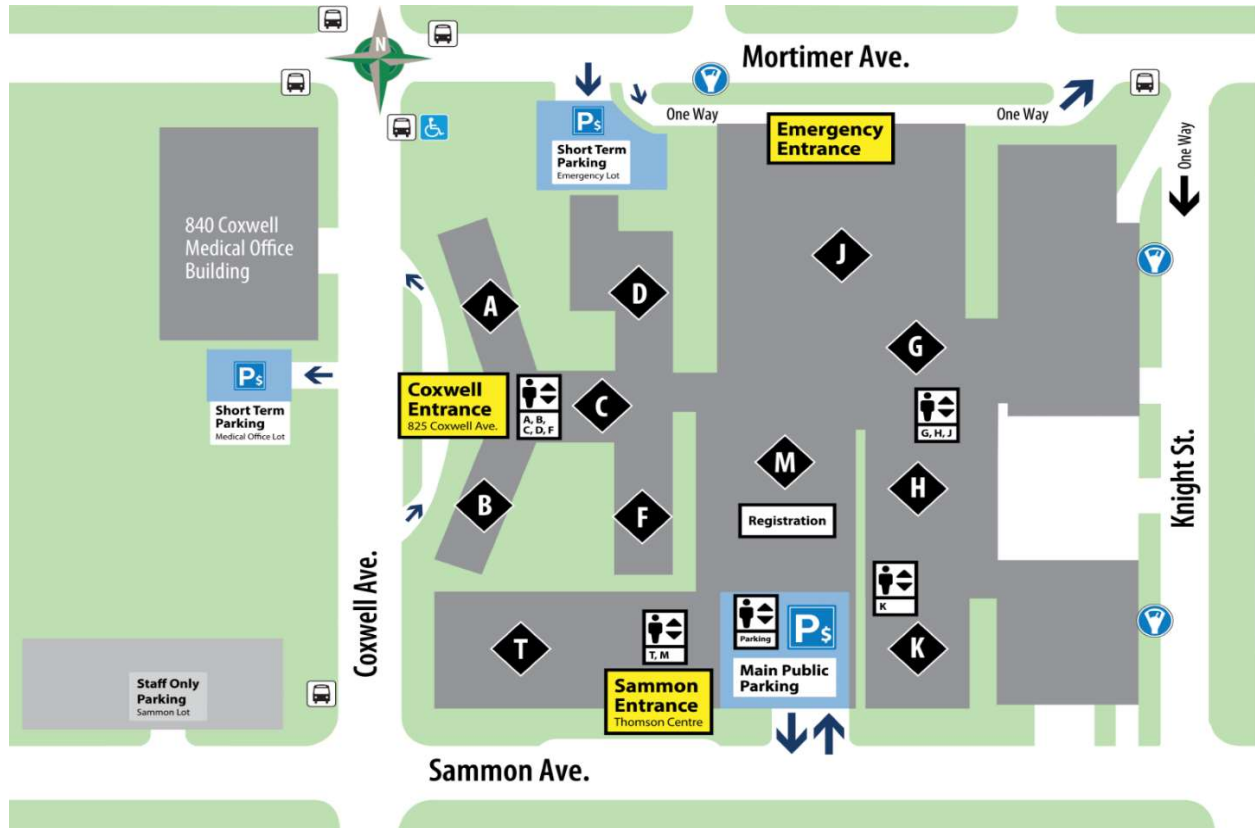 N
Mortimer Ave.
P$
Short Term
Parking
Emergency Lot
One Way
Emergency
Entrance
One Way
One Way
840 Coxwell
Medical Office
Building
J
A
D
G
P$
Short Term
Parking
Medical Office Lot
Coxwell
Entrance
825 Coxwell Ave.
A, B,
C, D, F
C
G, H, J
M
H
B
F
Registration
Knight St.
Coxwell Ave.
K
T
T, M
Parking
P$
Main Public
Parking
K
Staff Only
Parking
Sammon Lot
Sammon
Entrance
Thomson Centre
Sammon Ave.